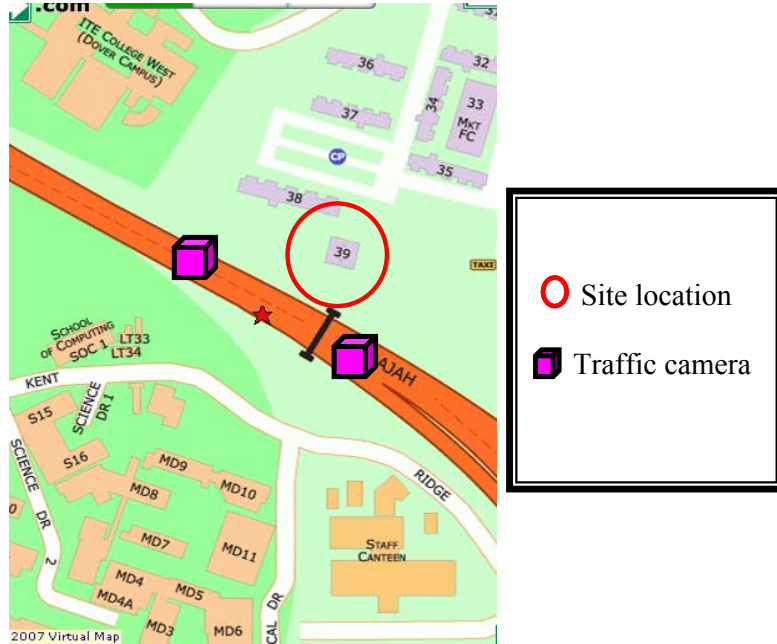 .com
ITE COLLEGE WEST
(DOVER CAMPUS)
36
32
37
34
33
MKT
FC
CP
35
38
39
TAXI
Site location
Traffic camera
AJAH
SCHOOL
OF COMPUTING
SOC 1
LT33
LT34
KENT
RIDGE
S15
SCIENCE
DR 1
S16
SCIENCE DR 2
MD9
MD8
MD10
MD7
MD11
STAFF
CANTEEN
MD4
MD4A
MD5
MD3
MD6
CAL DR
2007 Virtual Map